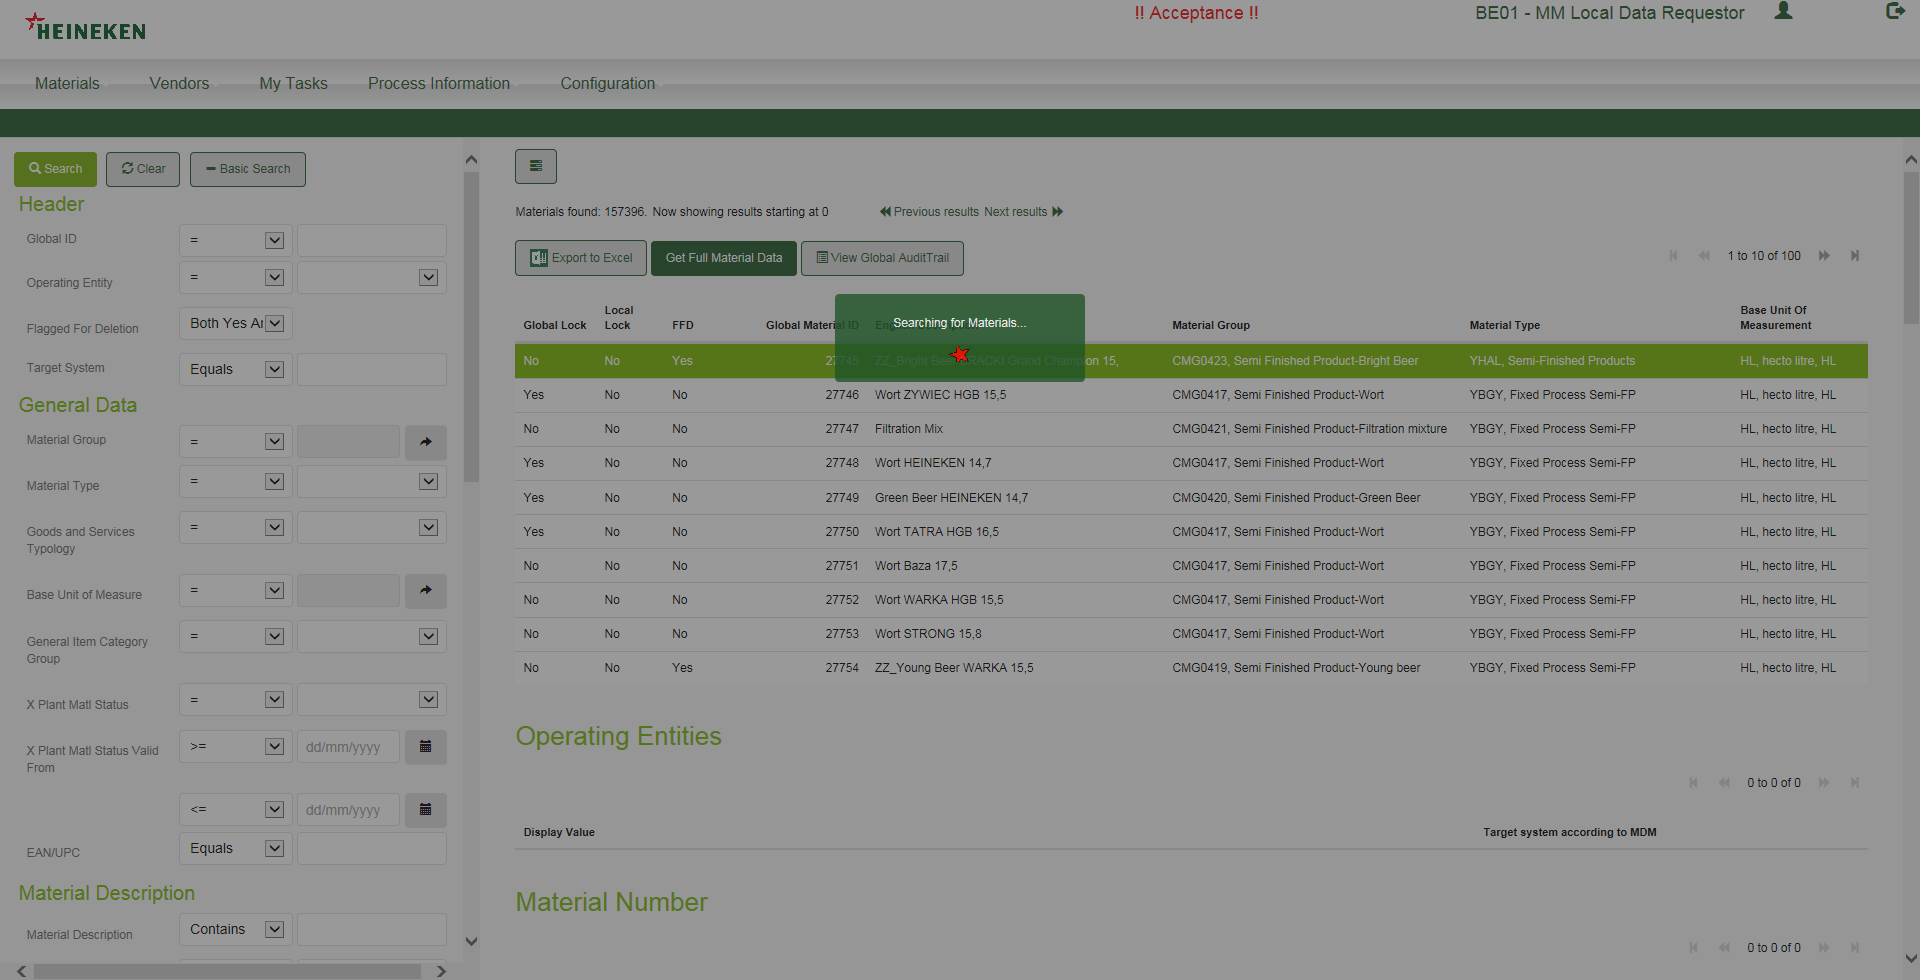 HEINEKEN
!! Acceptance !!
BE01 - MM Local Data Requestor
Materials
Vendors
My Tasks
Process Information
Configuration
Search
Clear
Basic Search
Header
Global ID
=
Operating Entity
=
Flagged For Deletion
Both Yes Ar
Target System
Equals
General Data
Material Group
=
Material Type
=
Goods and Services
Typology
=
Base Unit of Measure
=
General Item Category
Group
=
X Plant Matl Status
=
X Plant Matl Status Valid
From
>=
dd/mm/yyyy
<=
dd/mm/yyyy
EAN/UPC
Equals
Material Description
Material Description
Contains
Materials found: 157396. Now showing results starting at 0
Previous results Next results
Export to Excel
Get Full Material Data
View Global AuditTrail
1 to 10 of 100
Searching for Materials...
Global Lock Local Lock FFD Global Material ID Material Group Material Type Base Unit Of Measurement
No No Yes 27745 ZZ_Bright Beer RACKI Grand Champion 15, CMG0423, Semi Finished Product-Bright Beer YHAL, Semi-Finished Products HL, hecto litre, HL
Yes No No 27746 Wort ZYWIEC HGB 15,5 CMG0417, Semi Finished Product-Wort YBGY, Fixed Process Semi-FP HL, hecto litre, HL
No No No 27747 Filtration Mix CMG0421, Semi Finished Product-Filtration mixture YBGY, Fixed Process Semi-FP HL, hecto litre, HL
Yes No No 27748 Wort HEINEKEN 14,7 CMG0417, Semi Finished Product-Wort YBGY, Fixed Process Semi-FP HL, hecto litre, HL
Yes No No 27749 Green Beer HEINEKEN 14,7 CMG0420, Semi Finished Product-Green Beer YBGY, Fixed Process Semi-FP HL, hecto litre, HL
Yes No No 27750 Wort TATRA HGB 16,5 CMG0417, Semi Finished Product-Wort YBGY, Fixed Process Semi-FP HL, hecto litre, HL
No No No 27751 Wort Baza 17,5 CMG0417, Semi Finished Product-Wort YBGY, Fixed Process Semi-FP HL, hecto litre, HL
No No No 27752 Wort WARKA HGB 15,5 CMG0417, Semi Finished Product-Wort YBGY, Fixed Process Semi-FP HL, hecto litre, HL
No No No 27753 Wort STRONG 15,8 CMG0417, Semi Finished Product-Wort YBGY, Fixed Process Semi-FP HL, hecto litre, HL
No No Yes 27754 ZZ_Young Beer WARKA 15,5 CMG0419, Semi Finished Product-Young beer YBGY, Fixed Process Semi-FP HL, hecto litre, HL
Operating Entities
0 to 0 of 0
Display Value
Target system according to MDM
Material Number
0 to 0 of 0